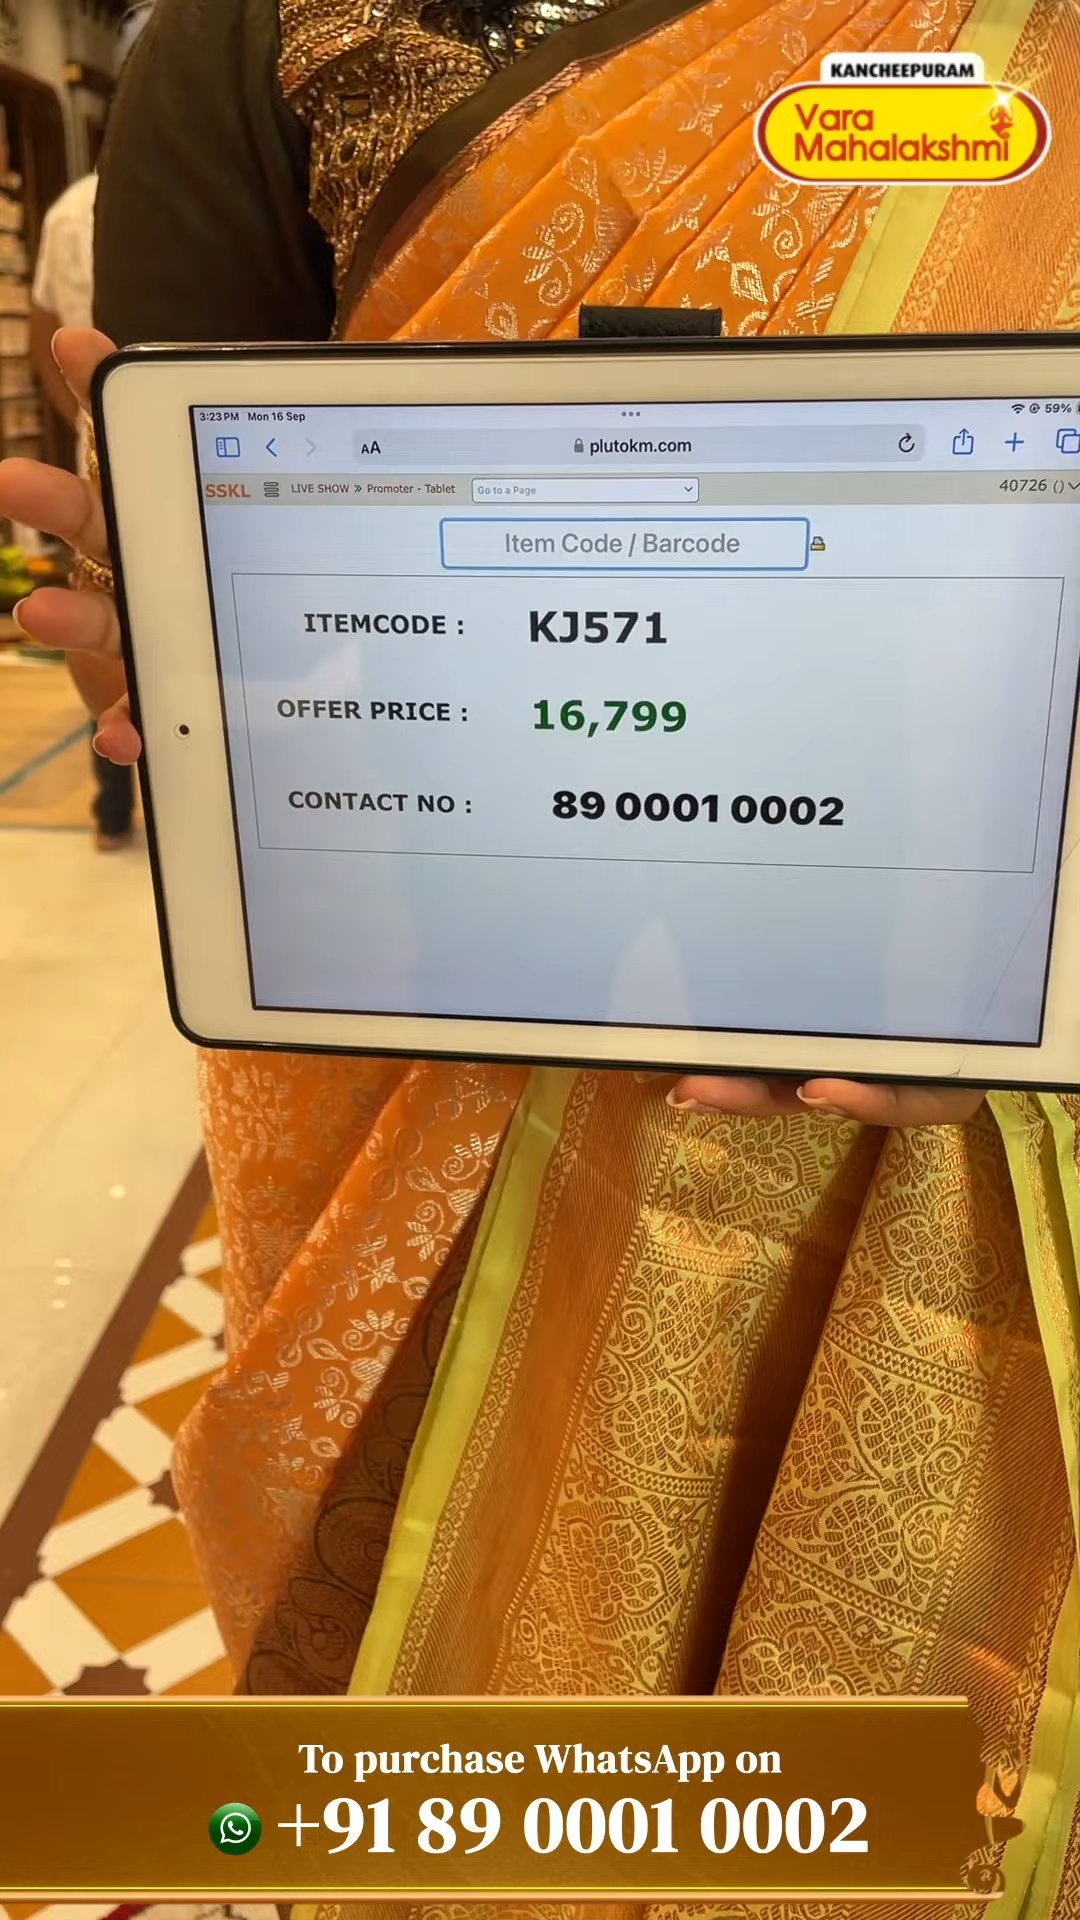 KANCHEEPURAM
Vara
Mahalakshmi
3:23 PM Mon 16 Sep
59%
AA
plutokm.com
SSKL
LIVE SHOW » Promoter - Tablet
Go to a Page
40726 ()
Item Code / Barcode
ITEMCODE : KJ571
OFFER PRICE : 16,799
CONTACT NO : 89 0001 0002
To purchase WhatsApp on
+91 89 0001 0002